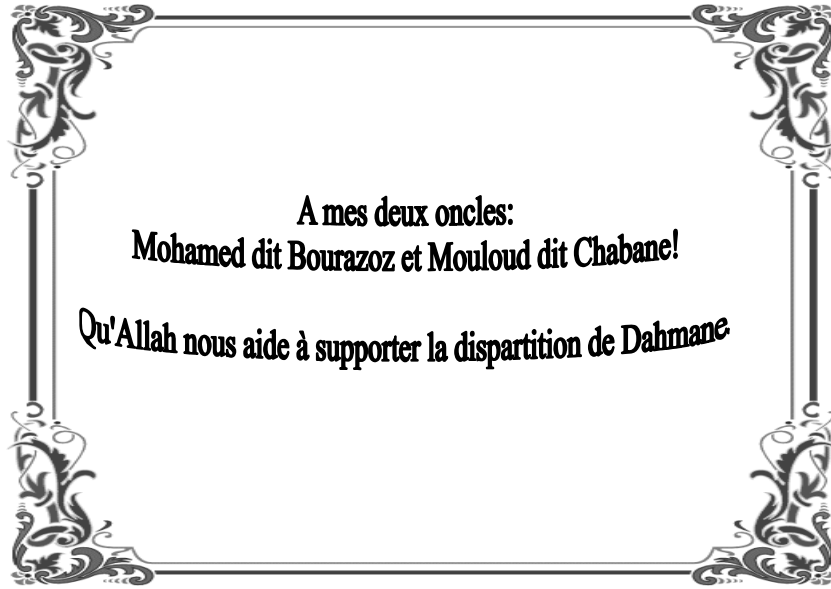 A mes deux oncles:
Mohamed dit Bourazoz et Mouloud dit Chabane!
Qu'Allah nous aide à supporter la dispartition de Dahmane.